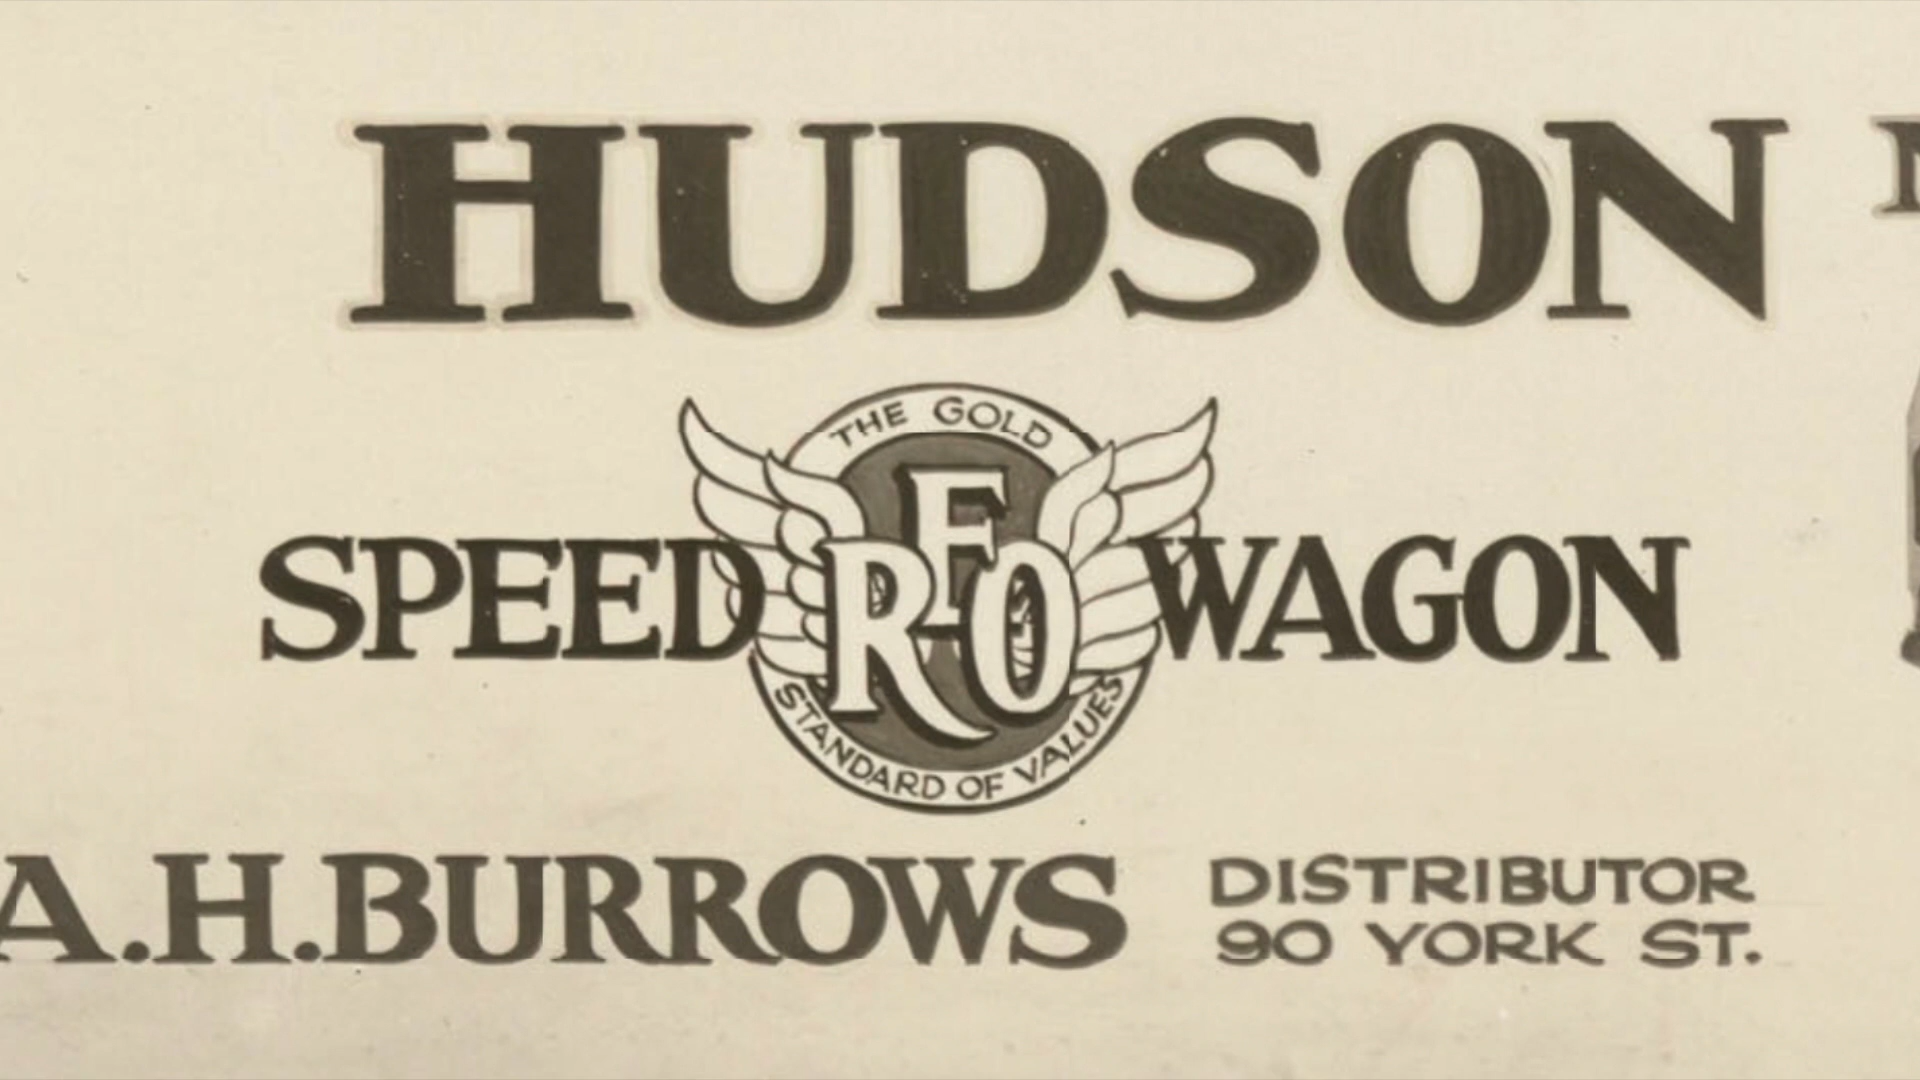 HUDSON
THE GOLD
SPEED REO WAGON
STANDARD OF VALUES
A.H. BURROWS
DISTRIBUTOR
90 YORK ST.